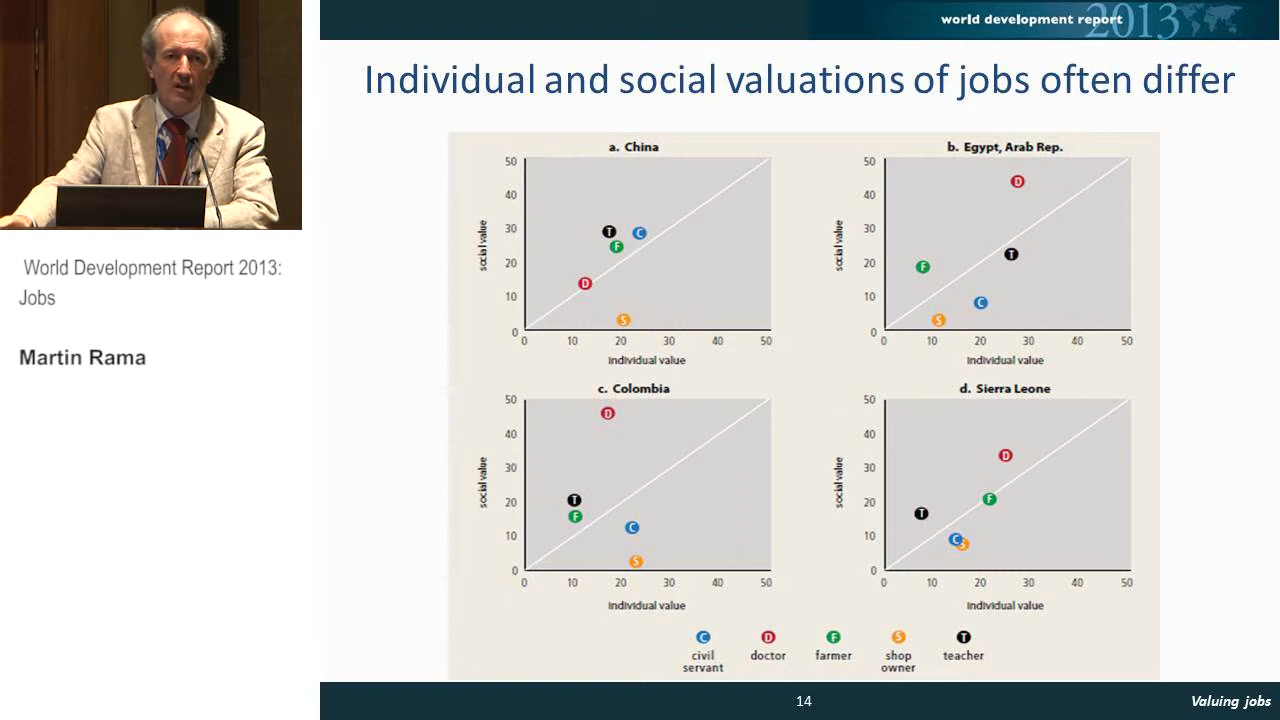 world development report 2013
Individual and social valuations of jobs often differ
World Development Report 2013:
Jobs
Martin Rama
a. China
50
40
30
20
10
0
social value
T
C
F
D
S
0 10 20 30 40 50
Individual value
b. Egypt, Arab Rep.
50
40
30
20
10
0
social value
D
T
F
C
S
0 10 20 30 40 50
Individual value
c. Colombia
50
40
30
20
10
0
social value
D
T
F
C
S
0 10 20 30 40 50
Individual value
d. Sierra Leone
50
40
30
20
10
0
social value
D
F
T
C
S
0 10 20 30 40 50
Individual value
C D F S T
civil servant
doctor
farmer
shop owner
teacher
14
Valuing jobs